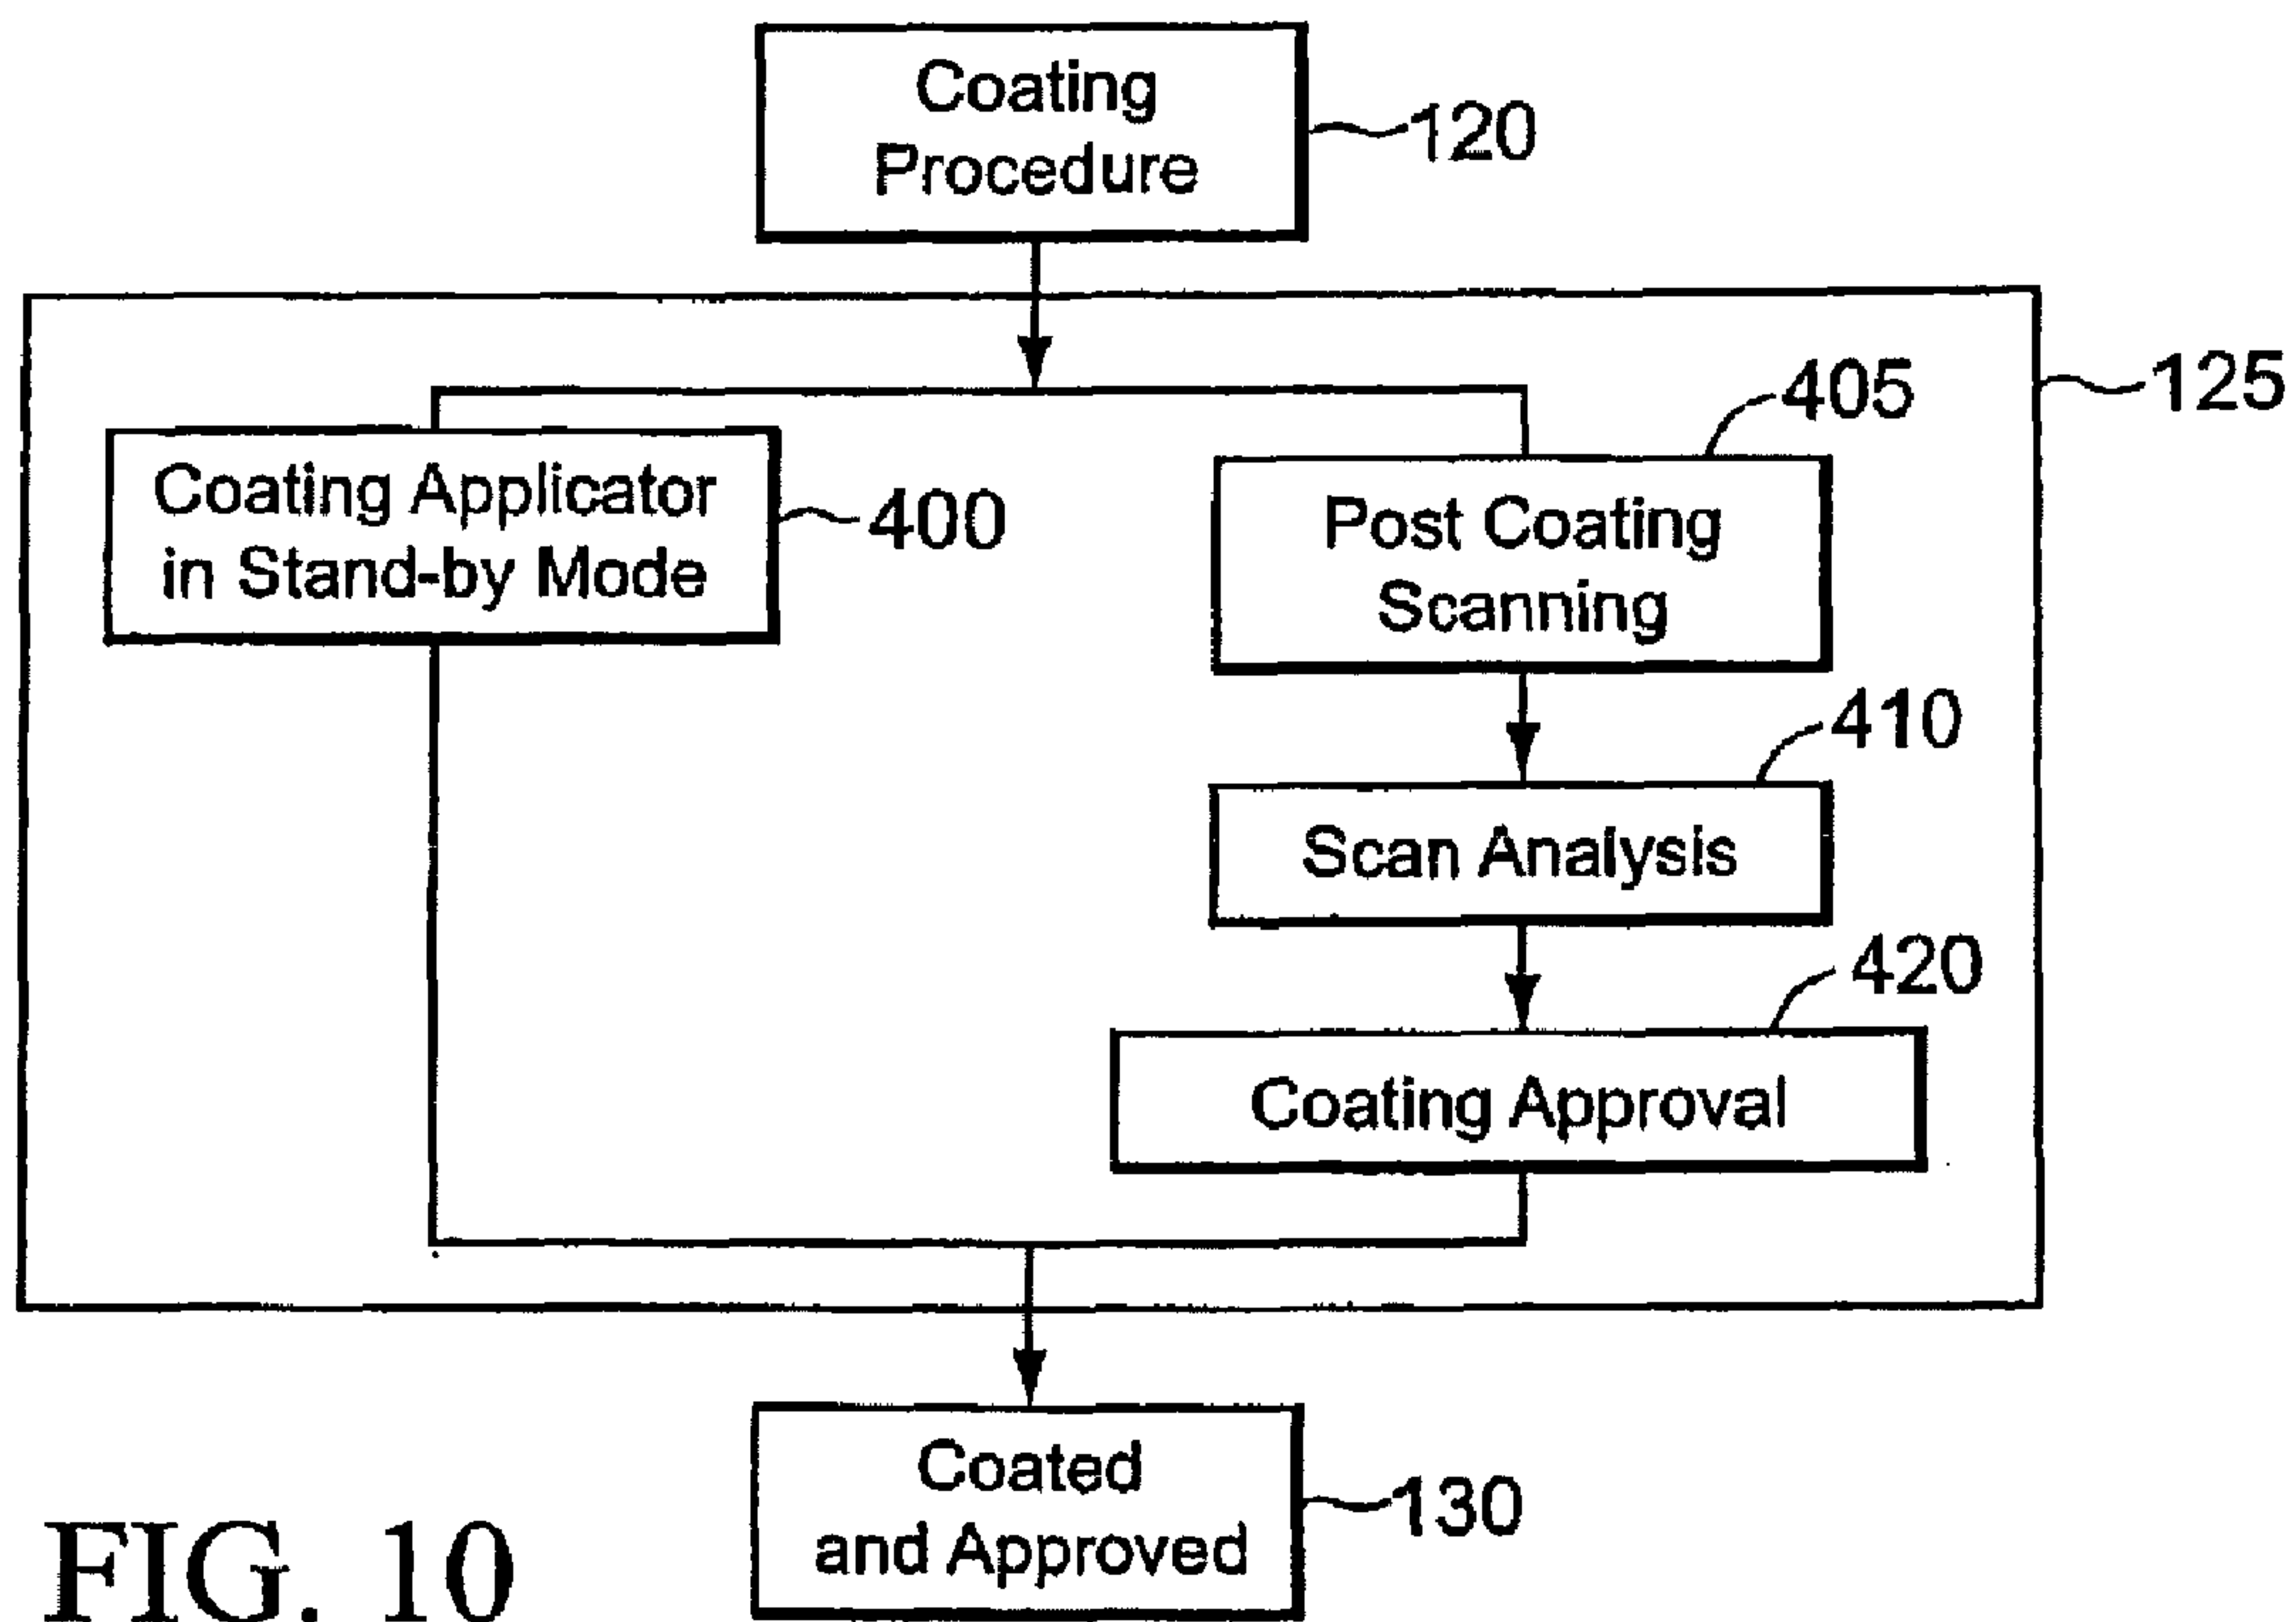 Coating
Procedure
120
125
405
Coating Applicator
in Stand-by Mode
400
Post Coating
Scanning
410
Scan Analysis
420
Coating Approval
Coated
and Approved
130
FIG. 10